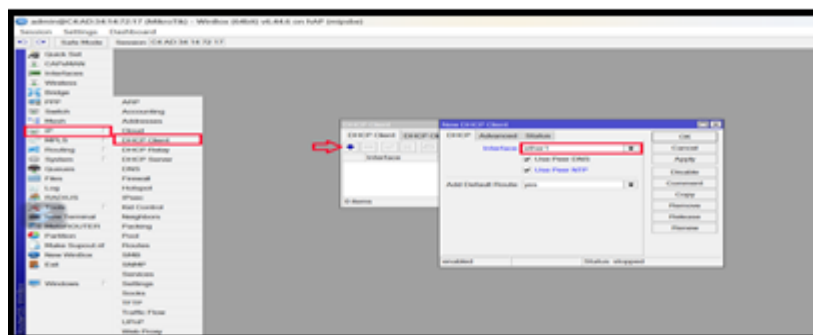 admin@C4:AD:34:14:72:17 (MikroTik) - WinBox (64bit) v6.44.6 on hAP (mipsbe)
Session Settings Dashboard
Safe Mode Session: C4:AD:34:14:72:17
Quick Set
CAPsMAN
Interfaces
Wireless
Bridge
PPP
Switch
Mesh
IP
MPLS
Routing
System
Queues
Files
Log
RADIUS
Tools
New Terminal
MetaROUTER
Partition
Make Supout.rif
New WinBox
Exit
Windows
ARP
Accounting
Addresses
Cloud
DHCP Client
DHCP Relay
DHCP Server
DNS
Firewall
Hotspot
IPsec
Kid Control
Neighbors
Packing
Pool
Routes
SMB
SNMP
Services
Settings
Socks
TFTP
Traffic Flow
UPnP
Web Proxy
DHCP Client
DHCP Client DHCP Cl
Interface
0 items
New DHCP Client
DHCP Advanced Status
Interface: ether1
Use Peer DNS
Use Peer NTP
Add Default Route: yes
OK
Cancel
Apply
Disable
Comment
Copy
Remove
Release
Renew
enabled Status: stopped